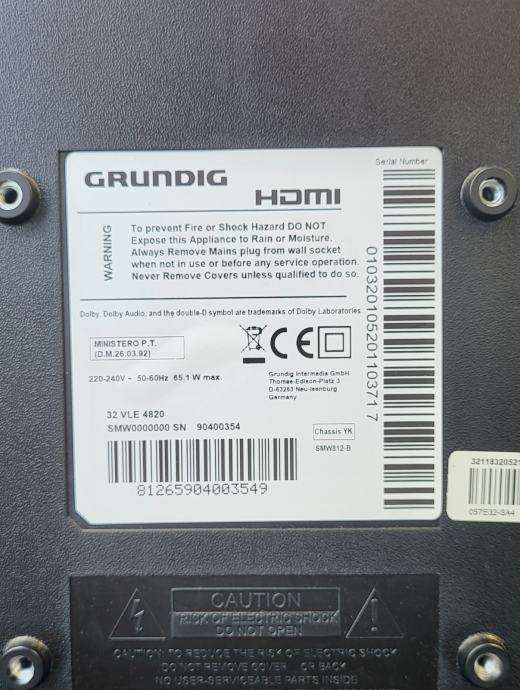 GRUNDIG
HDMI
Serial Number
WARNING
To prevent Fire or Shock Hazard DO NOT
Expose this Appliance to Rain or Moisture.
Always Remove Mains plug from wall socket
when not in use or before any service operation.
Never Remove Covers unless qualified to do so.
Dolby, Dolby Audio, and the double-D symbol are trademarks of Dolby Laboratories.
MINISTERO P.T.
(D.M.26.03.92)
CE
220-240V ~ 50-60Hz 65.1 W max.
Grundig Intermedia GmbH
Thomas-Edison-Platz 3
D-63263 Neu-Isenburg
Germany
32 VLE 4820
SMW0000000 SN 90400354
Chassis YK
SMW812-B
81265904003549
010320105201103717
32118320521
057E32-SA4
CAUTION
RISK OF ELECTRIC SHOCK
DO NOT OPEN
CAUTION: TO REDUCE THE RISK OF ELECTRIC SHOCK
DO NOT REMOVE COVER OR BACK
NO USER-SERVICEABLE PARTS INSIDE